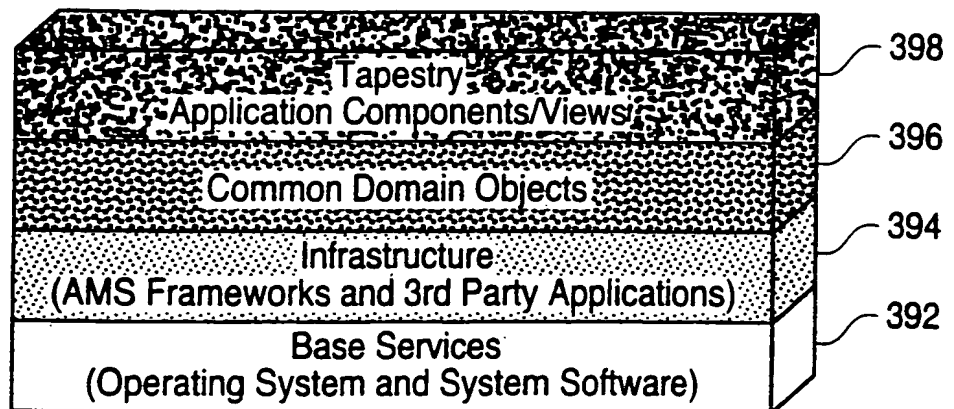 Tapestry
Application Components/Views
398
Common Domain Objects
396
Infrastructure
(AMS Frameworks and 3rd Party Applications)
394
Base Services
(Operating System and System Software)
392